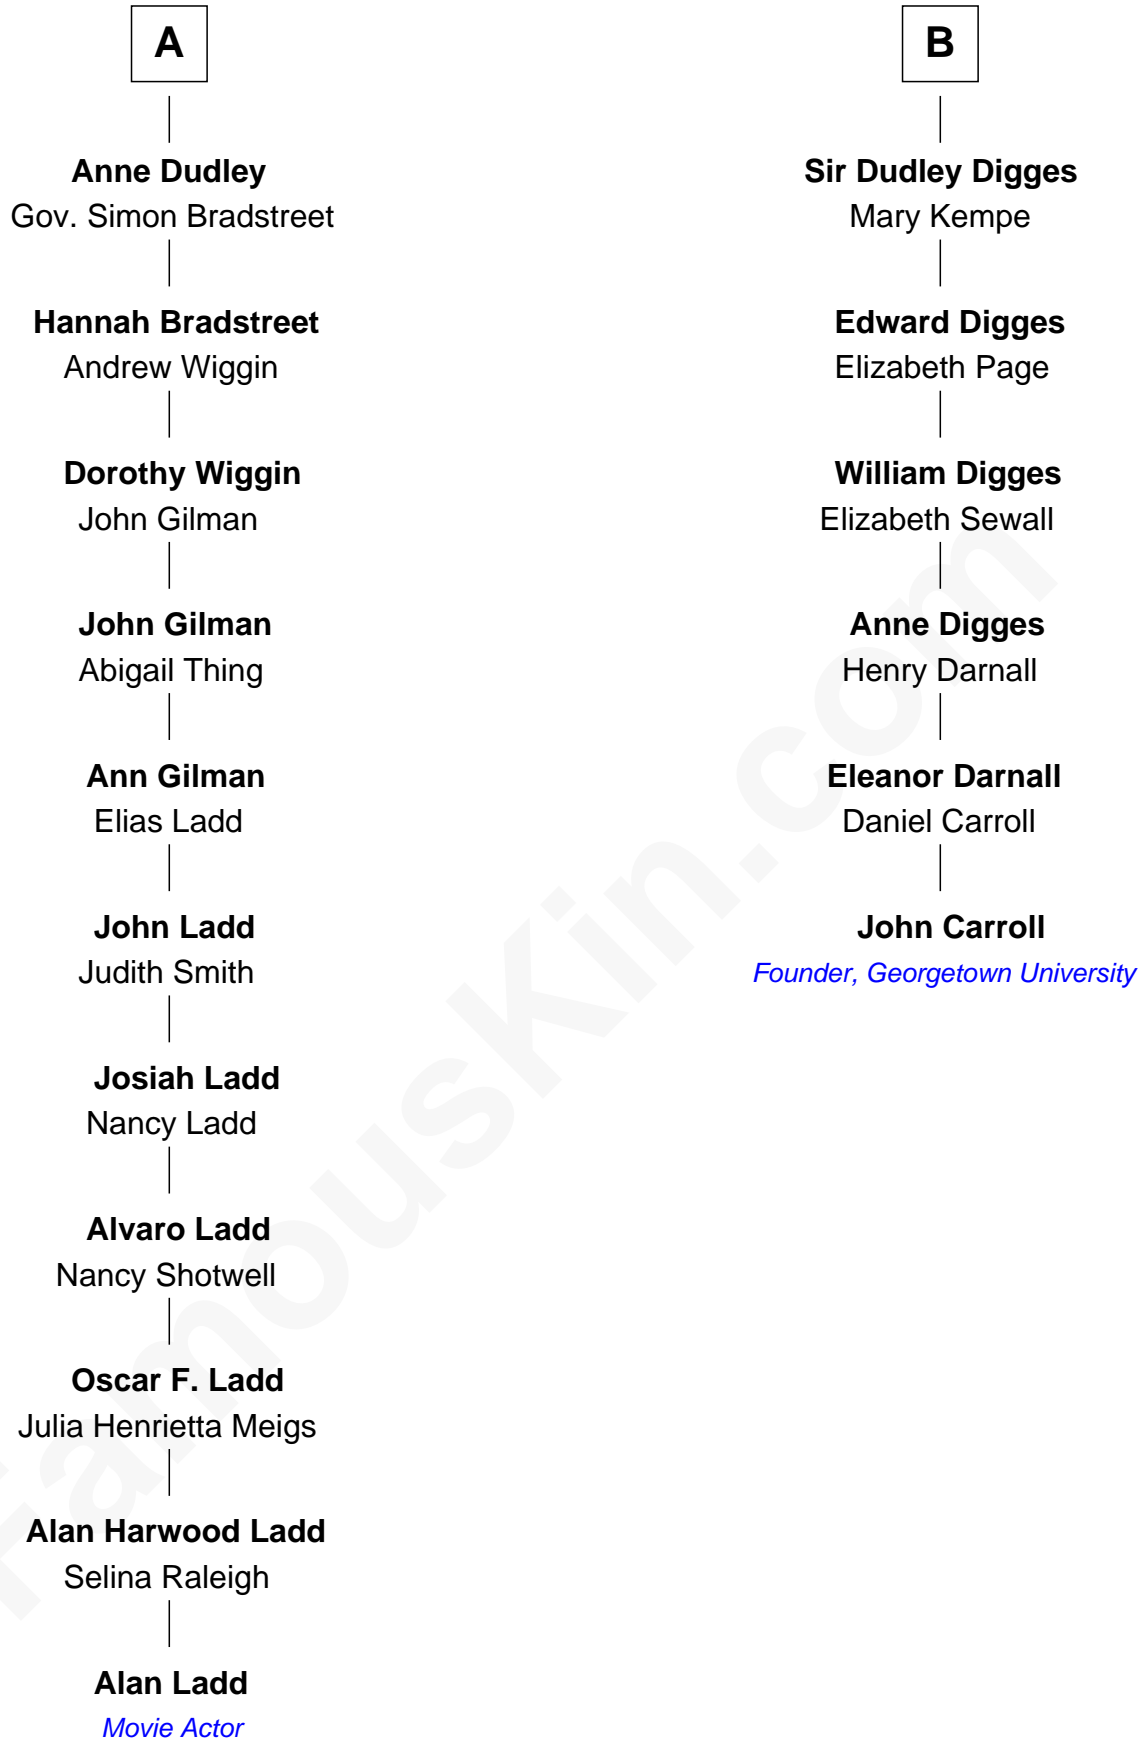 A
Anne Dudley
Gov. Simon Bradstreet
Hannah Bradstreet
Andrew Wiggin
Dorothy Wiggin
John Gilman
John Gilman
Abigail Thing
Ann Gilman
Elias Ladd
John Ladd
Judith Smith
Josiah Ladd
Nancy Ladd
Alvaro Ladd
Nancy Shotwell
Oscar F. Ladd
Julia Henrietta Meigs
Alan Harwood Ladd
Selina Raleigh
Alan Ladd
Movie Actor
B
Sir Dudley Digges
Mary Kempe
Edward Digges
Elizabeth Page
William Digges
Elizabeth Sewall
Anne Digges
Henry Darnall
Eleanor Darnall
Daniel Carroll
John Carroll
Founder, Georgetown University
FamousKin.com